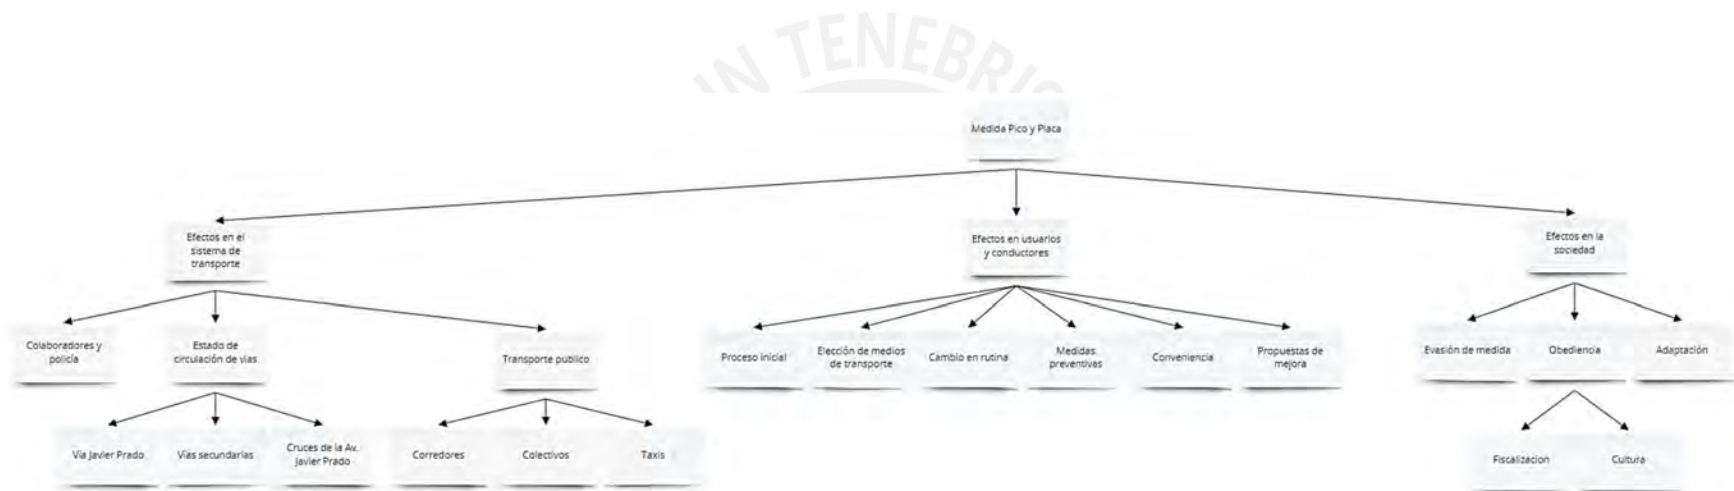 IN TENEBRIS
Medida Pico y Placa
Efectos en el
sistema de
transporte
Efectos en usuarios
y conductores
Efectos en la
sociedad
Colaboradores y
policía
Estado de
circulación de vías
Transporte publico
Proceso inicial
Elección de medios
de transporte
Cambio en rutina
Medidas
preventivas
Conveniencia
Propuestas de
mejora
Evasión de medida
Obediencia
Adaptación
Vía Javier Prado
Vías secundarias
Cruces de la Av.
Javier Prado
Corredores
Colectivos
Taxis
Fiscalizacion
Cultura